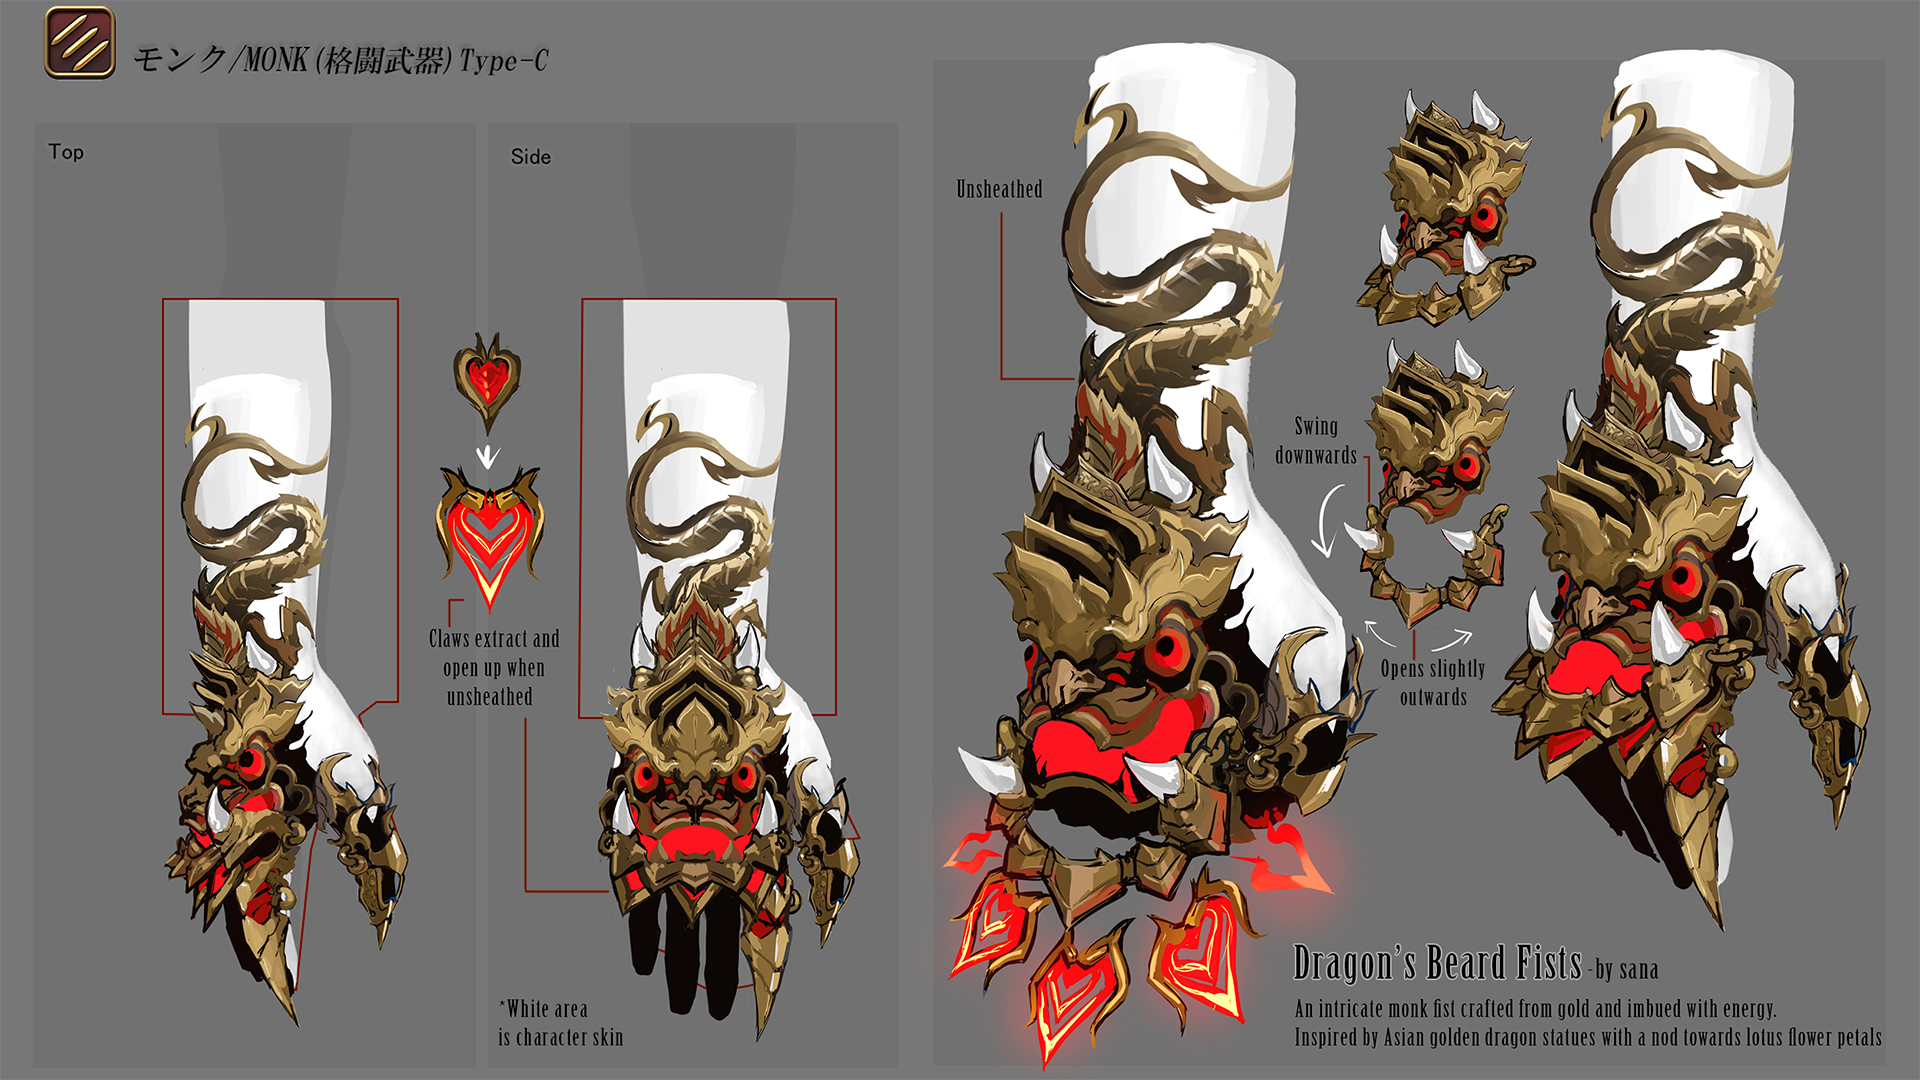 モンク/MONK(格闘武器)Type-C
Top
Side
Claws extract and
open up when
unsheathed
*White area
is character skin
Unsheathed
Swing
downwards
Opens slightly
outwards
Dragon's Beard Fists -by sana
An intricate monk fist crafted from gold and imbued with energy.
Inspired by Asian golden dragon statues with a nod towards lotus flower petals